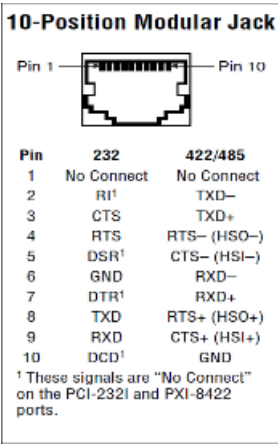 10-Position Modular Jack
Pin 1 Pin 10
Pin 232 422/485
1 No Connect No Connect
2 RI¹ TXD–
3 CTS TXD+
4 RTS RTS– (HSO–)
5 DSR¹ CTS– (HSI–)
6 GND RXD–
7 DTR¹ RXD+
8 TXD RTS+ (HSO+)
9 RXD CTS+ (HSI+)
10 DCD¹ GND
¹ These signals are “No Connect”
on the PCI-232I and PXI-8422
ports.